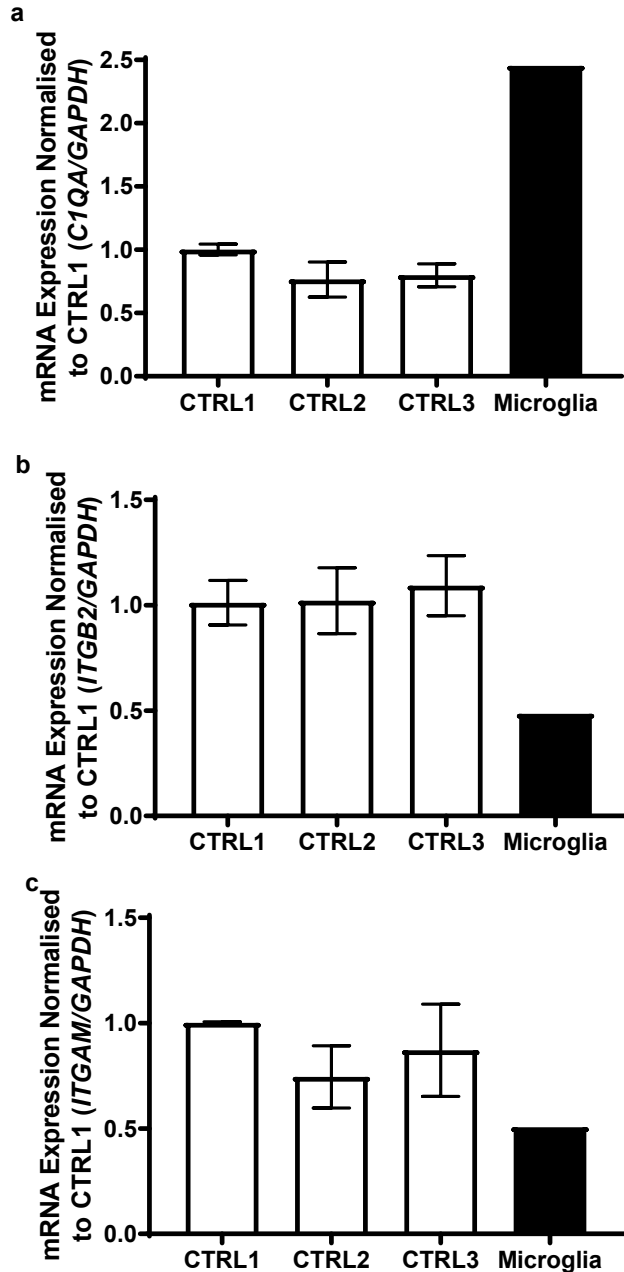 a
mRNA Expression Normalised
to CTRL1 (C1QA/GAPDH)
2.5
2.0
1.5
1.0
0.5
0.0
CTRL1 CTRL2 CTRL3 Microglia
b
mRNA Expression Normalised
to CTRL1 (ITGB2/GAPDH)
1.5
1.0
0.5
0.0
CTRL1 CTRL2 CTRL3 Microglia
c
mRNA Expression Normalised
to CTRL1 (ITGAM/GAPDH)
1.5
1.0
0.5
0.0
CTRL1 CTRL2 CTRL3 Microglia